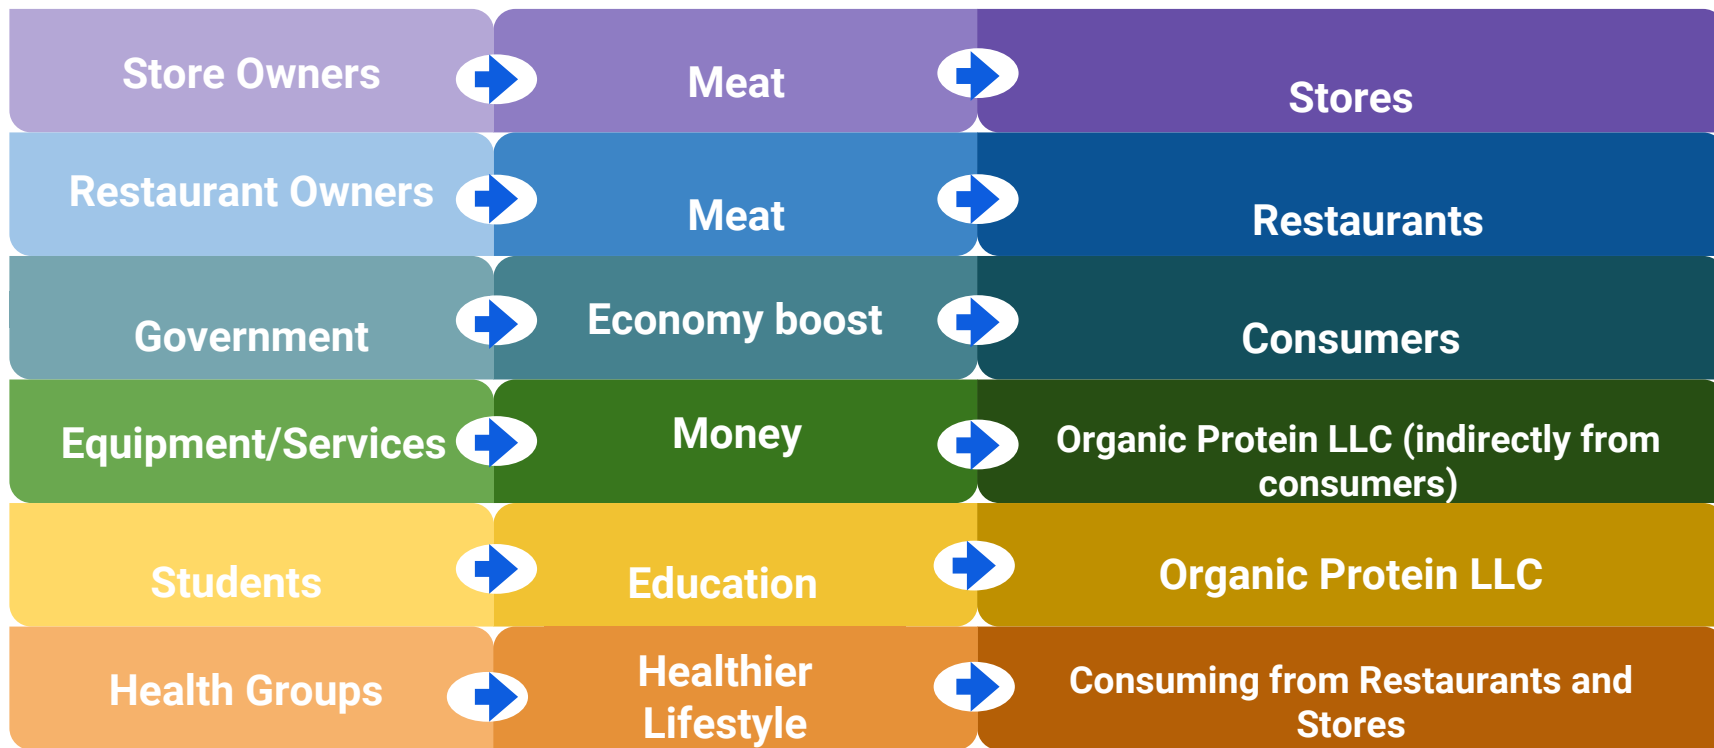 Store Owners
Meat
Stores
Restaurant Owners
Meat
Restaurants
Government
Economy boost
Consumers
Equipment/Services
Money
Organic Protein LLC (indirectly from
consumers)
Students
Education
Organic Protein LLC
Health Groups
Healthier
Lifestyle
Consuming from Restaurants and
Stores